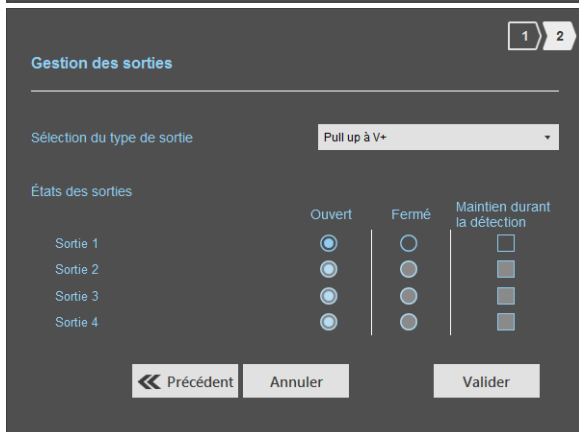 1 2
Gestion des sorties
Sélection du type de sortie Pull up à V+
États des sorties
Ouvert Fermé Maintien durant
la détection
Sortie 1
Sortie 2
Sortie 3
Sortie 4
Précédent Annuler Valider